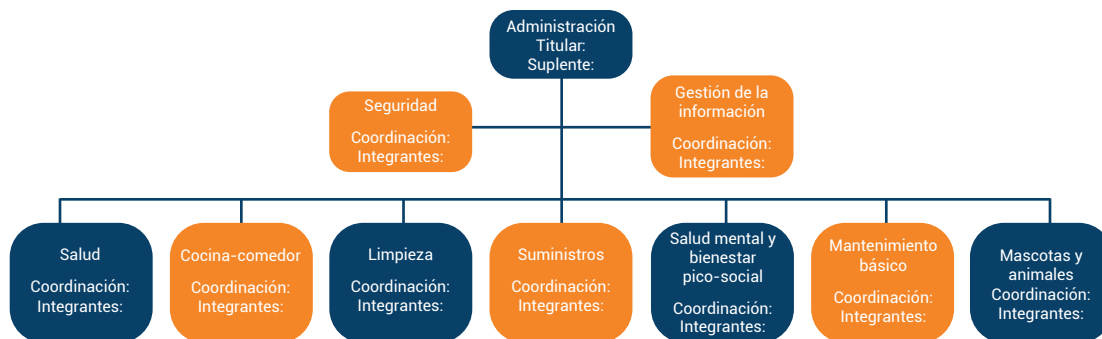 Administración
Titular:
Suplente:
Seguridad
Coordinación:
Integrantes:
Gestión de la
información
Coordinación:
Integrantes:
Salud
Coordinación:
Integrantes:
Cocina-comedor
Coordinación:
Integrantes:
Limpieza
Coordinación:
Integrantes:
Suministros
Coordinación:
Integrantes:
Salud mental y
bienestar
pico-social
Coordinación:
Integrantes:
Mantenimiento
básico
Coordinación:
Integrantes:
Mascotas y
animales
Coordinación:
Integrantes: